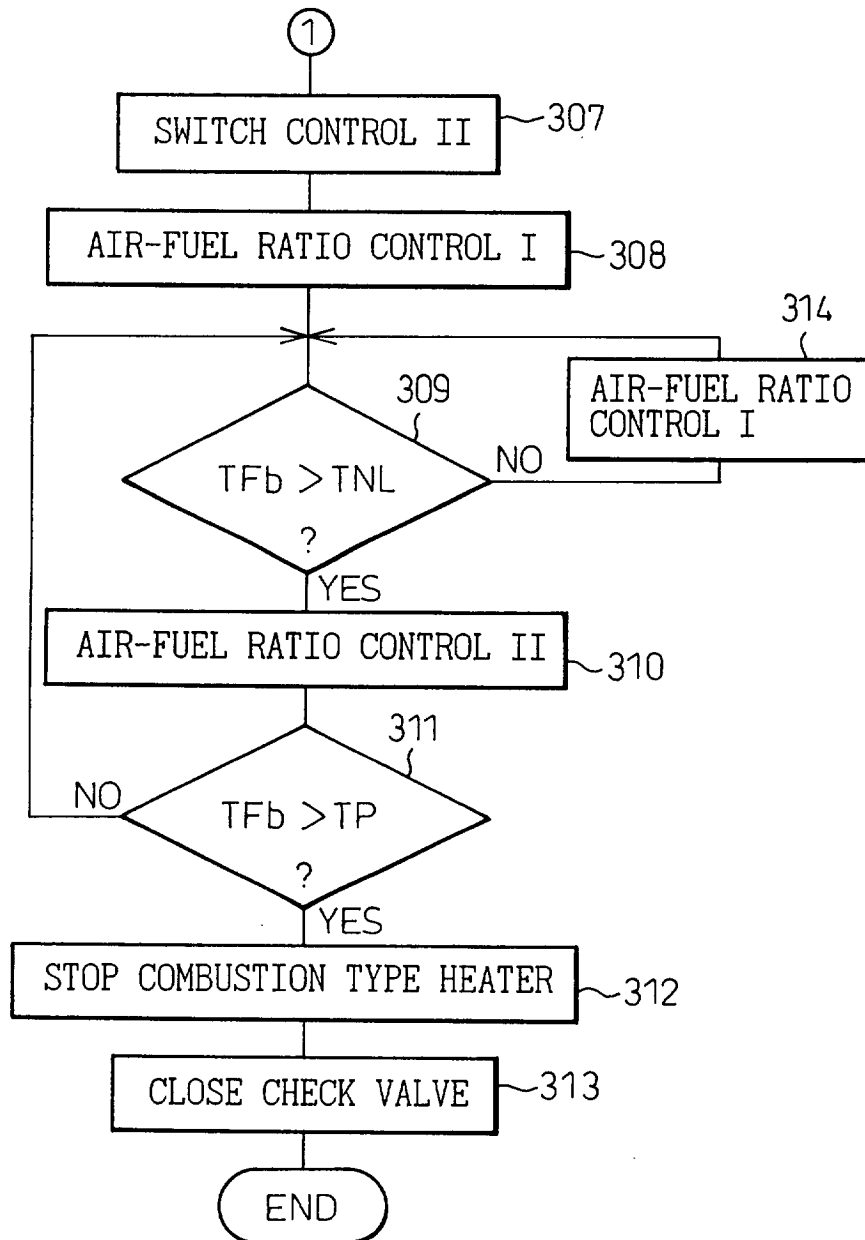 1
SWITCH CONTROL II
307
AIR-FUEL RATIO CONTROL I
308
314
AIR-FUEL RATIO
CONTROL I
309
TFb > TNL
?
NO
YES
AIR-FUEL RATIO CONTROL II
310
311
NO
TFb > TP
?
YES
STOP COMBUSTION TYPE HEATER
312
CLOSE CHECK VALVE
313
END